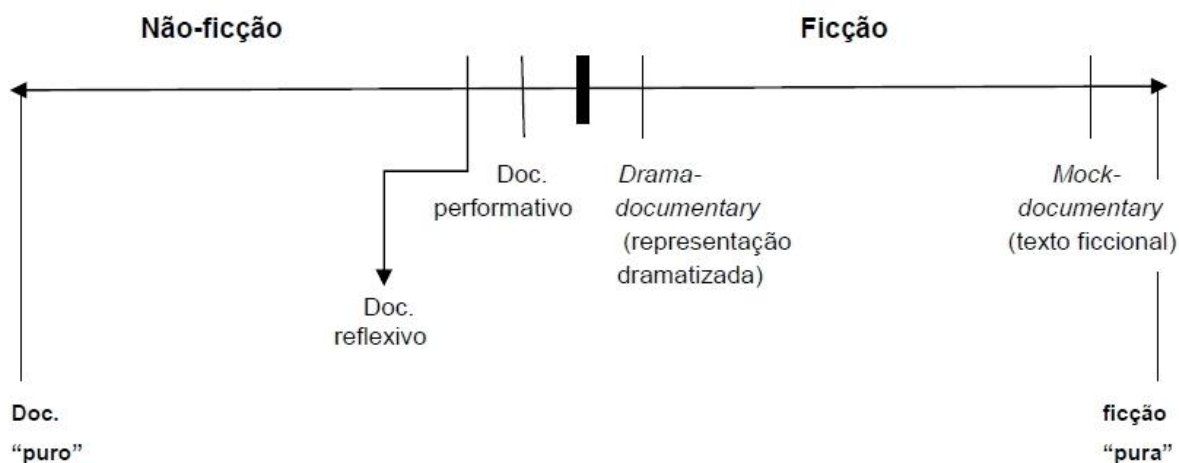 Não-ficção
Ficção
Doc.
performativo
Drama-
documentary
(representação
dramatizada)
Mock-
documentary
(texto ficcional)
Doc.
reflexivo
Doc.
“puro”
ficção
“pura”